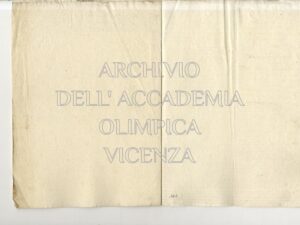 ARCHIVIO
DELL' ACCADEMIA
OLIMPICA
VICENZA